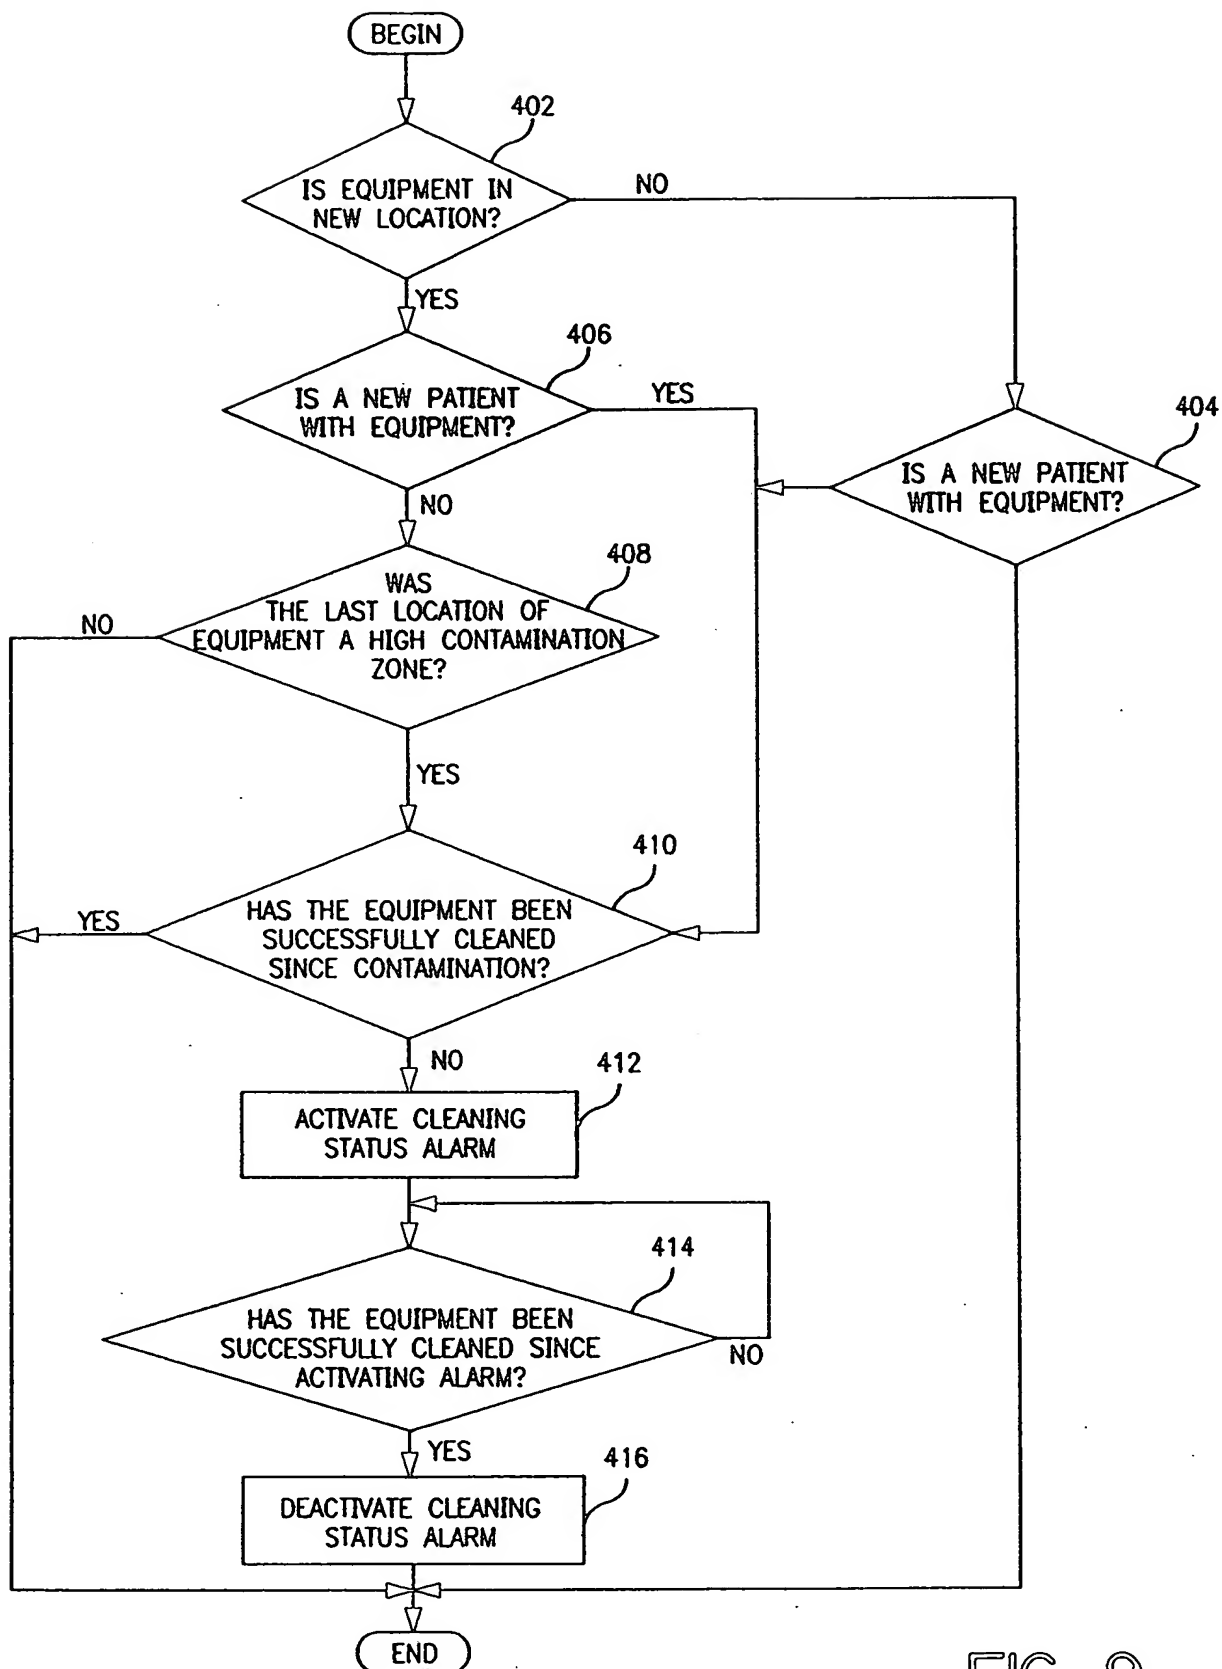 BEGIN
402
IS EQUIPMENT IN
NEW LOCATION?
NO
YES
406
IS A NEW PATIENT
WITH EQUIPMENT?
YES
404
IS A NEW PATIENT
WITH EQUIPMENT?
NO
408
WAS
THE LAST LOCATION OF
EQUIPMENT A HIGH CONTAMINATION
ZONE?
NO
YES
410
HAS THE EQUIPMENT BEEN
SUCCESSFULLY CLEANED
SINCE CONTAMINATION?
YES
NO
412
ACTIVATE CLEANING
STATUS ALARM
414
HAS THE EQUIPMENT BEEN
SUCCESSFULLY CLEANED SINCE
ACTIVATING ALARM?
NO
YES
416
DEACTIVATE CLEANING
STATUS ALARM
END